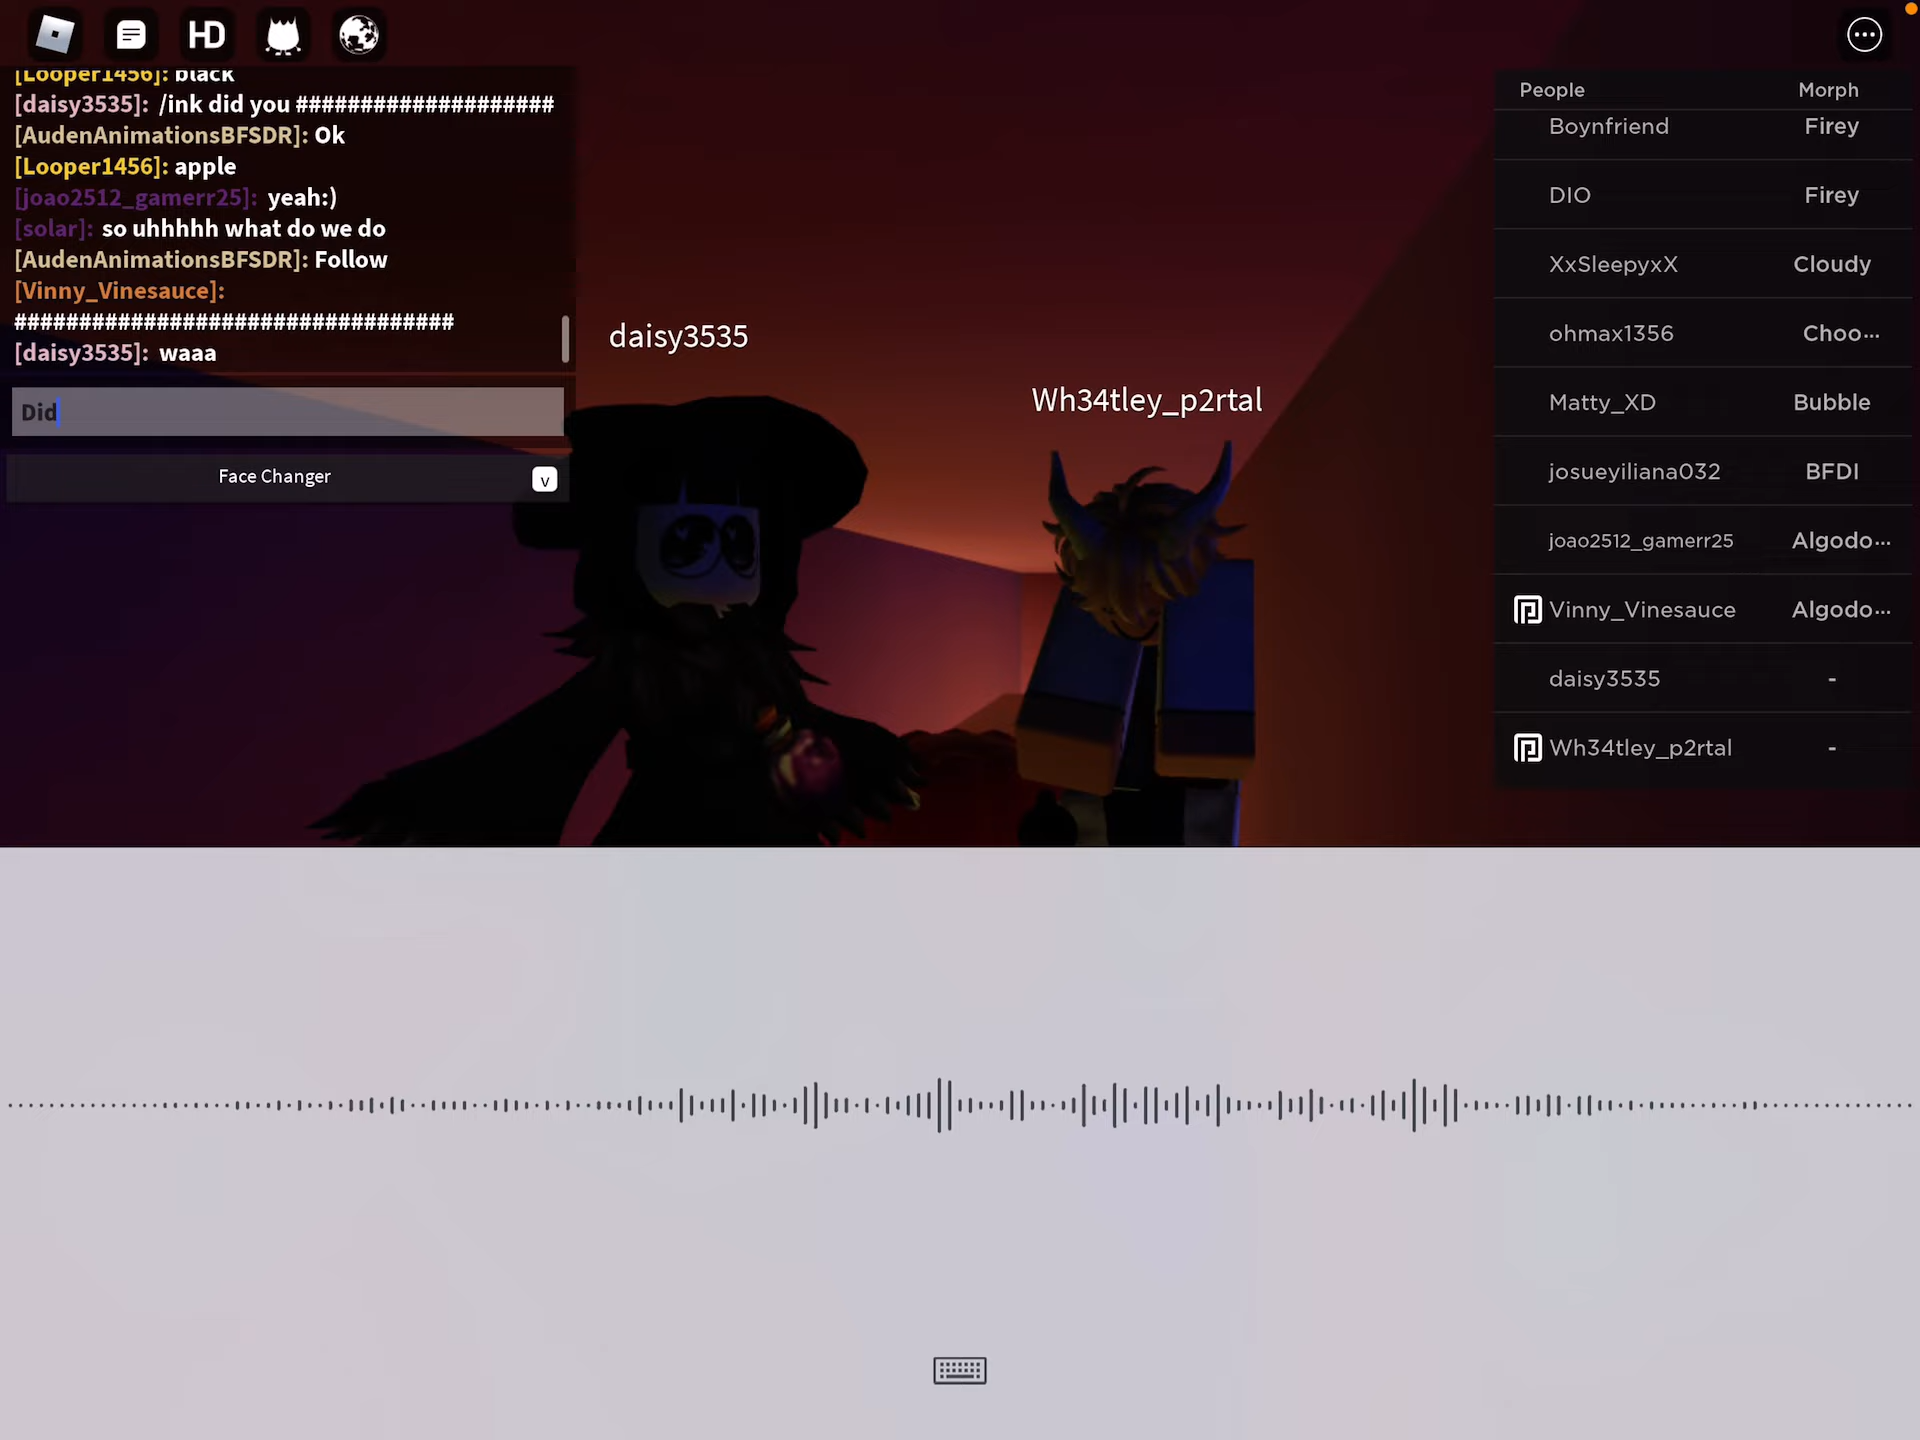 HD
[Looper1456]: black
[daisy3535]: /ink did you ####################
[AudenAnimationsBFSDR]: Ok
[Looper1456]: apple
[joao2512_gamerr25]: yeah:)
[solar]: so uhhhhh what do we do
[AudenAnimationsBFSDR]: Follow
[Vinny_Vinesauce]:
##################################
[daisy3535]: waaa
Did
Face Changer v
daisy3535
Wh34tley_p2rtal
People Morph
Boynfriend Firey
DIO Firey
XxSleepyxX Cloudy
ohmax1356 Choo...
Matty_XD Bubble
josueyiliana032 BFDI
joao2512_gamerr25 Algodo...
Vinny_Vinesauce Algodo...
daisy3535 -
Wh34tley_p2rtal -